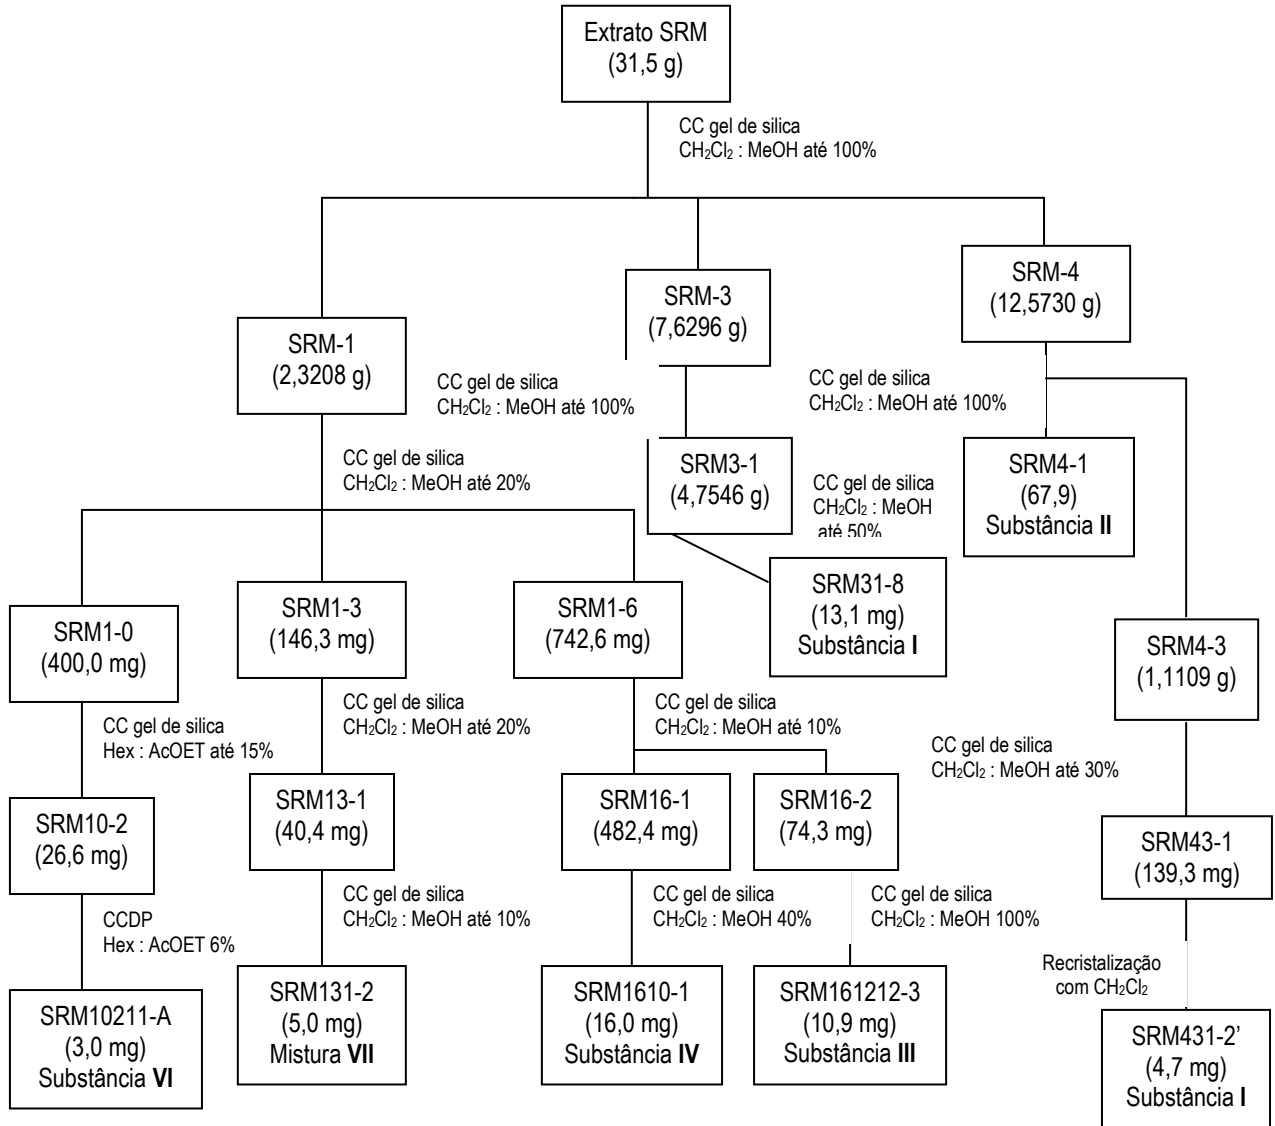 Extrato SRM
(31,5 g)
CC gel de silica
CH₂Cl₂ : MeOH até 100%
SRM-1
(2,3208 g)
SRM-3
(7,6296 g)
SRM-4
(12,5730 g)
CC gel de silica
CH₂Cl₂ : MeOH até 100%
CC gel de silica
CH₂Cl₂ : MeOH até 100%
CC gel de silica
CH₂Cl₂ : MeOH até 20%
SRM3-1
(4,7546 g)
CC gel de silica
CH₂Cl₂ : MeOH
até 50%
SRM4-1
(67,9)
Substância II
SRM1-0
(400,0 mg)
SRM1-3
(146,3 mg)
SRM1-6
(742,6 mg)
SRM31-8
(13,1 mg)
Substância I
SRM4-3
(1,1109 g)
CC gel de silica
Hex : AcOET até 15%
CC gel de silica
CH₂Cl₂ : MeOH até 20%
CC gel de silica
CH₂Cl₂ : MeOH até 10%
CC gel de silica
CH₂Cl₂ : MeOH até 30%
SRM10-2
(26,6 mg)
SRM13-1
(40,4 mg)
SRM16-1
(482,4 mg)
SRM16-2
(74,3 mg)
SRM43-1
(139,3 mg)
CCDP
Hex : AcOET 6%
CC gel de silica
CH₂Cl₂ : MeOH até 10%
CC gel de silica
CH₂Cl₂ : MeOH 40%
CC gel de silica
CH₂Cl₂ : MeOH 100%
Recristalização
com CH₂Cl₂
SRM10211-A
(3,0 mg)
Substância VI
SRM131-2
(5,0 mg)
Mistura VII
SRM1610-1
(16,0 mg)
Substância IV
SRM161212-3
(10,9 mg)
Substância III
SRM431-2’
(4,7 mg)
Substância I